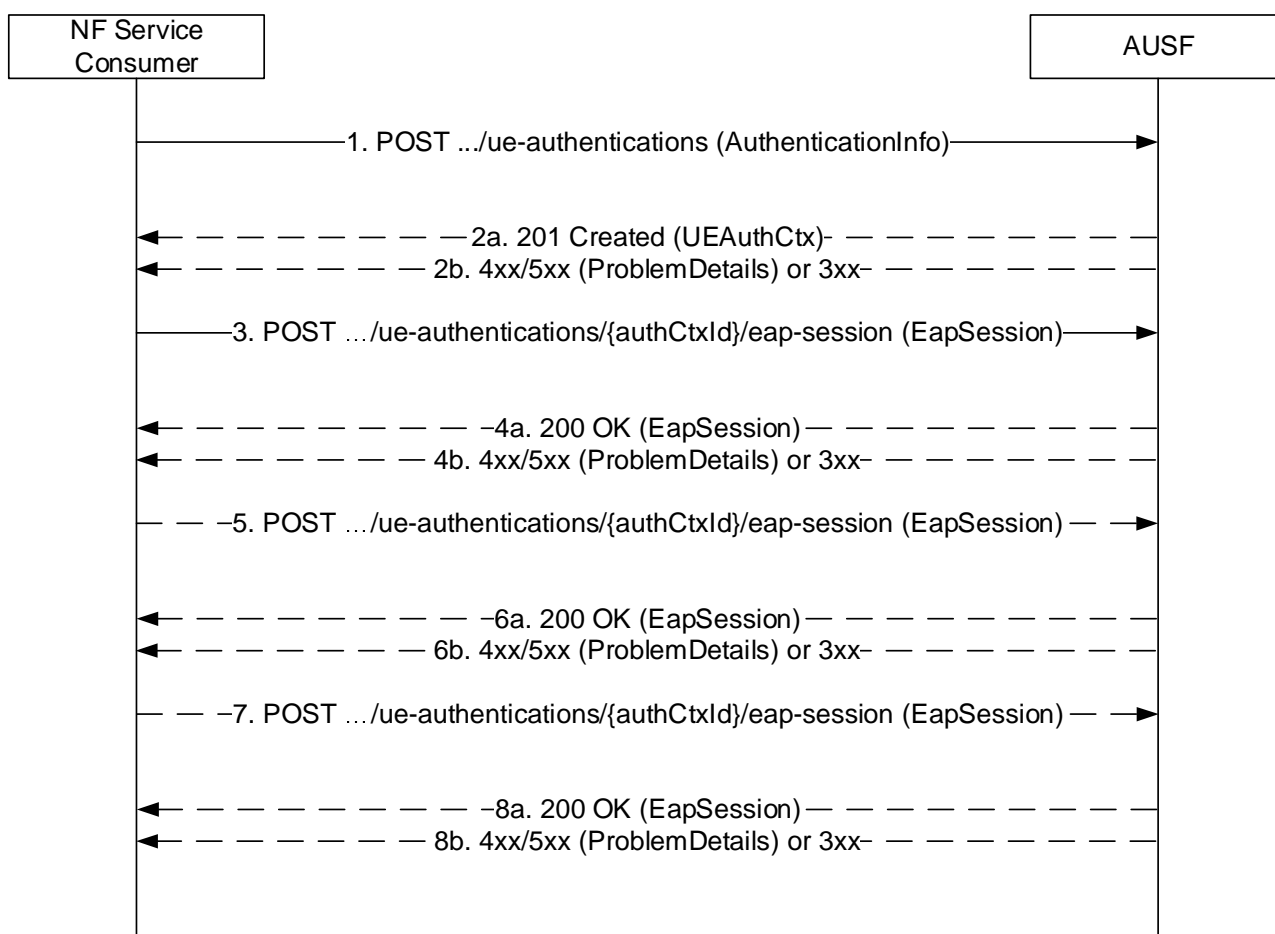 NF Service
Consumer
AUSF
1. POST .../ue-authentications (AuthenticationInfo)
2a. 201 Created (UEAuthCtx)
2b. 4xx/5xx (ProblemDetails) or 3xx
3. POST …/ue-authentications/{authCtxId}/eap-session (EapSession)
4a. 200 OK (EapSession)
4b. 4xx/5xx (ProblemDetails) or 3xx
5. POST …/ue-authentications/{authCtxId}/eap-session (EapSession)
6a. 200 OK (EapSession)
6b. 4xx/5xx (ProblemDetails) or 3xx
7. POST …/ue-authentications/{authCtxId}/eap-session (EapSession)
8a. 200 OK (EapSession)
8b. 4xx/5xx (ProblemDetails) or 3xx